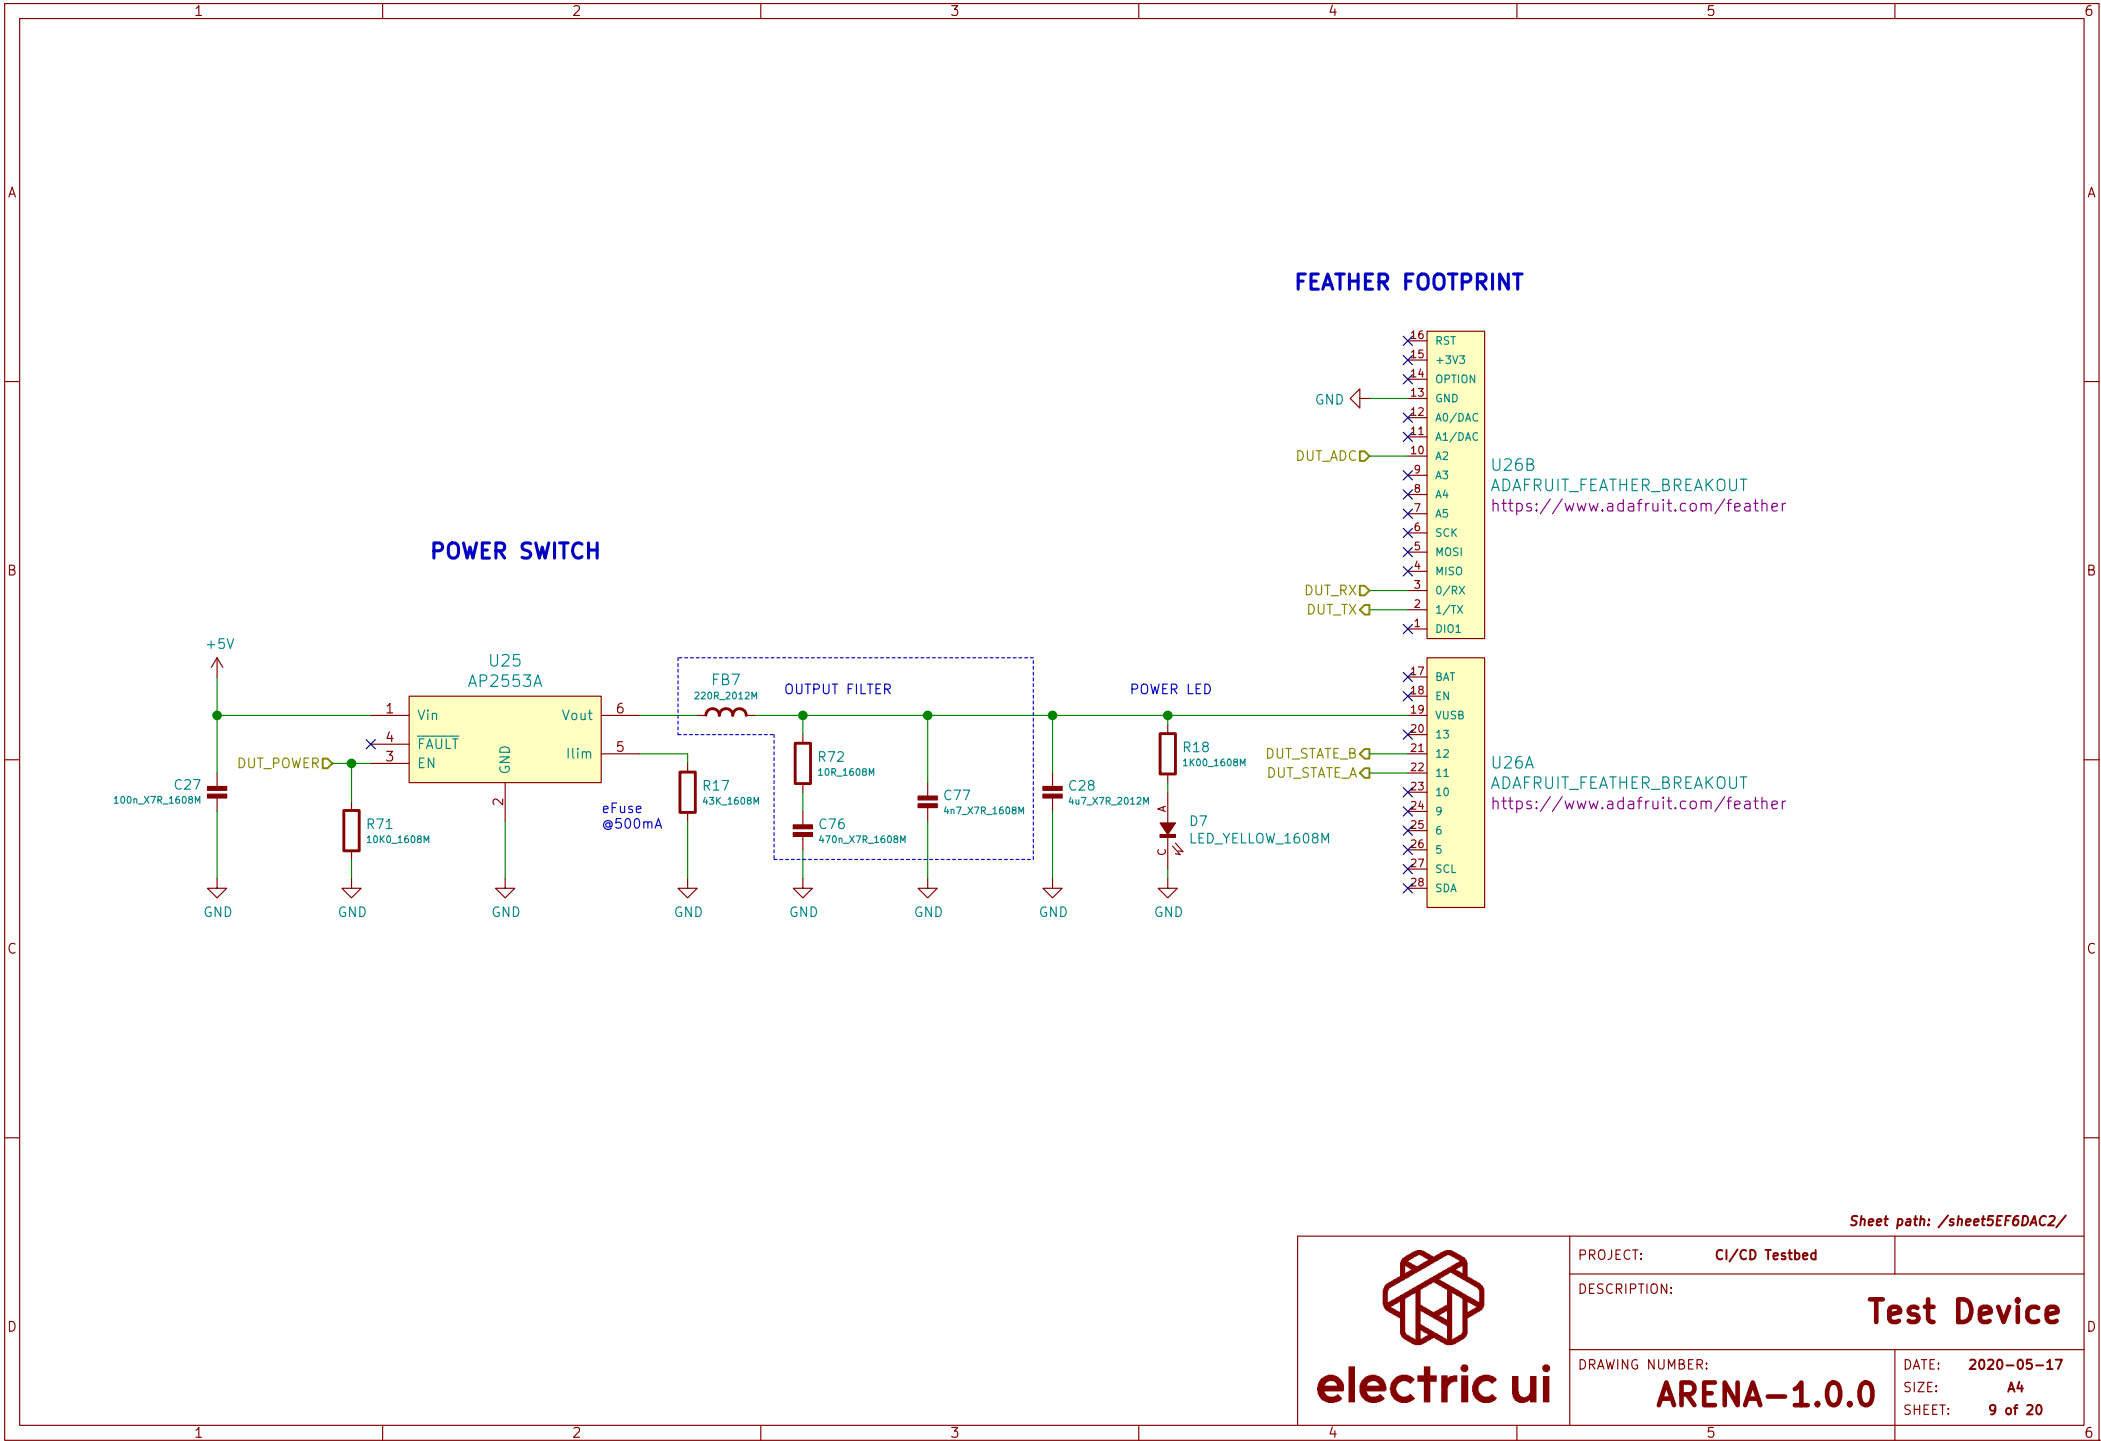 1 2 3 4 5 6
A A
B B
C C
D D
FEATHER FOOTPRINT
16 RST
15 +3V3
14 OPTION
GND 13 GND
12 A0/DAC
11 A1/DAC
DUT_ADC 10 A2
9 A3
8 A4
7 A5
6 SCK
5 MOSI
4 MISO
DUT_RX 3 0/RX
DUT_TX 2 1/TX
1 DIO1
U26B
ADAFRUIT_FEATHER_BREAKOUT
https://www.adafruit.com/feather
POWER SWITCH
+5V
U25
AP2553A
1 Vin
4 FAULT
3 EN
Vout 6
Ilim 5
GND
2
DUT_POWER
C27
100n_X7R_1608M
R71
10K0_1608M
eFuse
@500mA
R17
43K_1608M
FB7
220R_2012M
OUTPUT FILTER
R72
10R_1608M
C76
470n_X7R_1608M
C77
4n7_X7R_1608M
C28
4u7_X7R_2012M
POWER LED
R18
1K00_1608M
A
D7
LED_YELLOW_1608M
C
GND GND GND GND GND GND GND GND
17 BAT
18 EN
19 VUSB
20 13
DUT_STATE_B 21 12
DUT_STATE_A 22 11
23 10
24 9
25 6
26 5
27 SCL
28 SDA
U26A
ADAFRUIT_FEATHER_BREAKOUT
https://www.adafruit.com/feather
Sheet path: /sheet5EF6DAC2/
electric ui
PROJECT: CI/CD Testbed
DESCRIPTION:
Test Device
DRAWING NUMBER:
ARENA-1.0.0
DATE: 2020-05-17
SIZE: A4
SHEET: 9 of 20
1 2 3 4 5 6